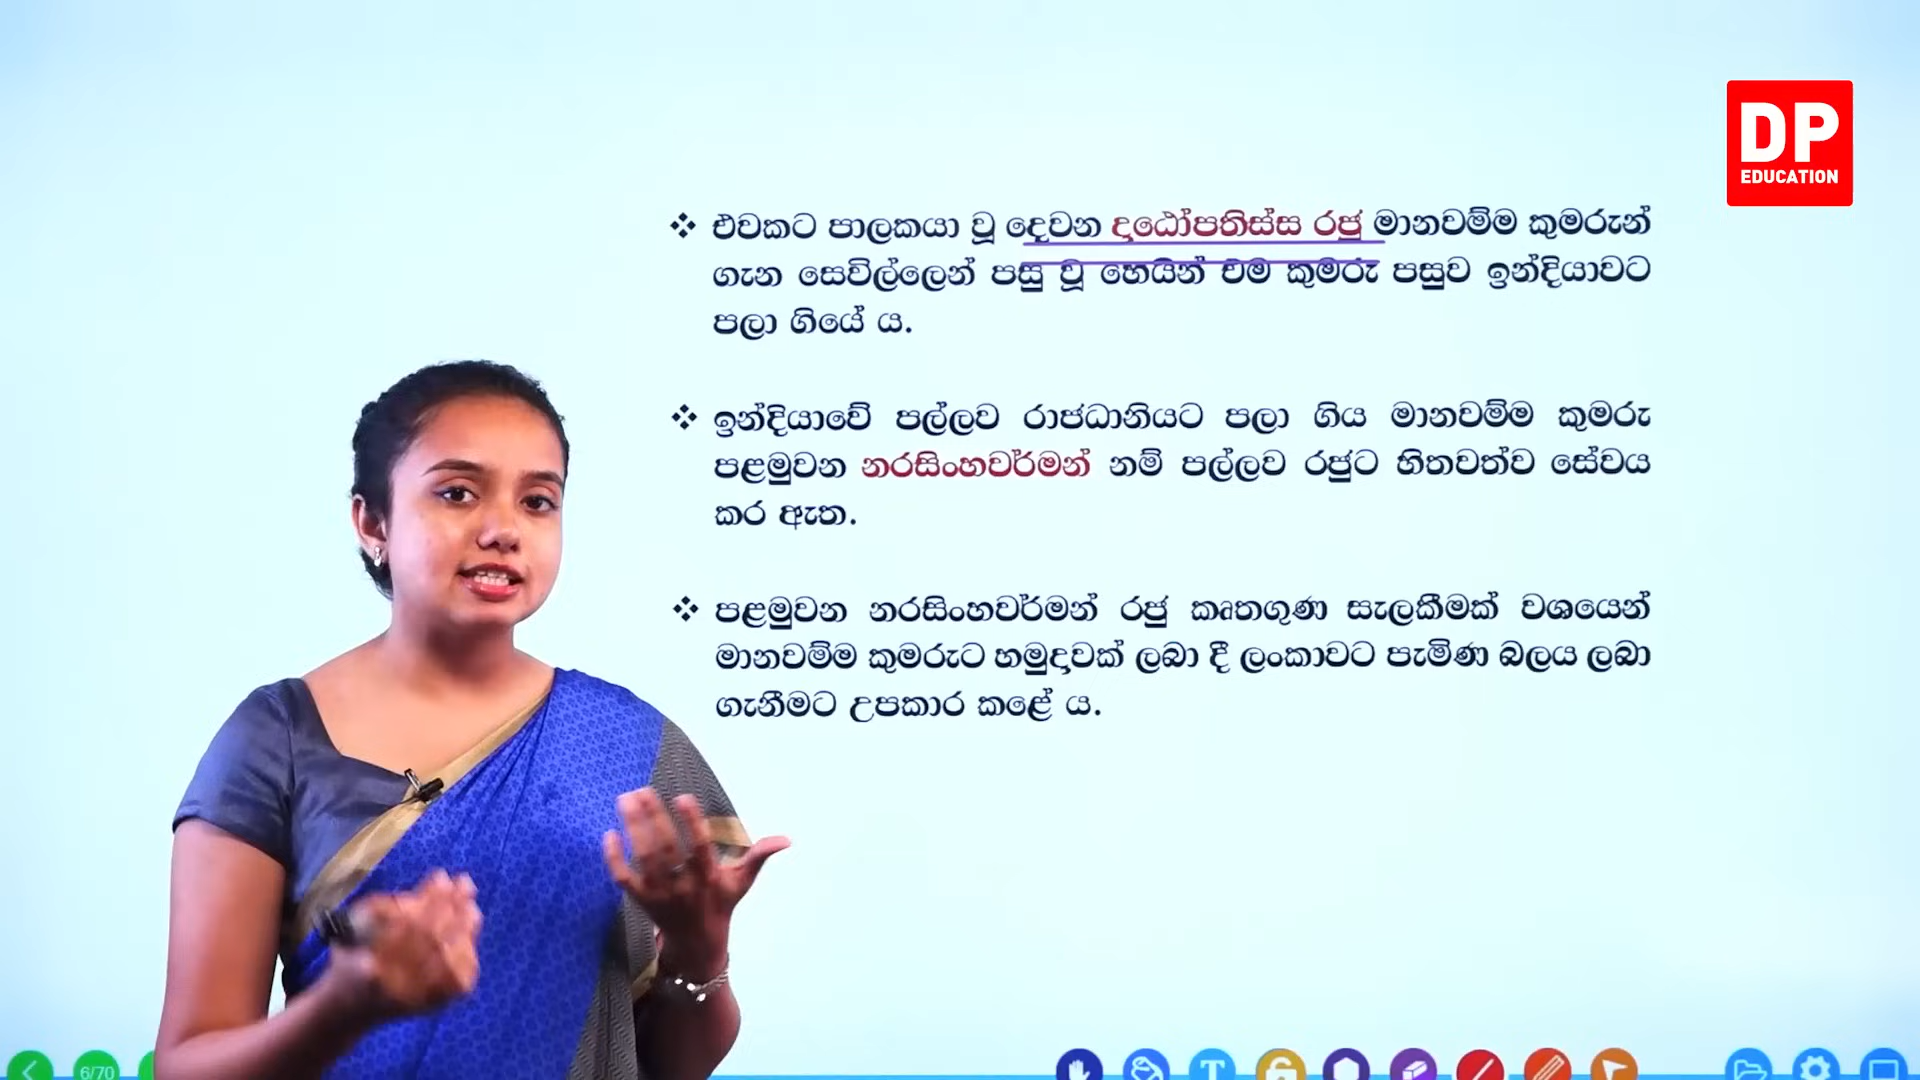 DP
EDUCATION
❖ එවකට පාලකයා වූ දෙවන දාඨෝපතිස්ස රජු මානවම්ම කුමරුන්
ගැන සෙවිල්ලෙන් පසු වූ හෙයින් එම කුමරු පසුව ඉන්දියාවට
පලා ගියේ ය.
❖ ඉන්දියාවේ පල්ලව රාජධානියට පලා ගිය මානවම්ම කුමරු
පළමුවන නරසිංහවර්මන් නම් පල්ලව රජුට හිතවත්ව සේවය
කර ඇත.
❖ පළමුවන නරසිංහවර්මන් රජු කෘතගුණ සැලකීමක් වශයෙන්
මානවම්ම කුමරුට හමුදාවක් ලබා දී ලංකාවට පැමිණ බලය ලබා
ගැනීමට උපකාර කළේ ය.
6/70